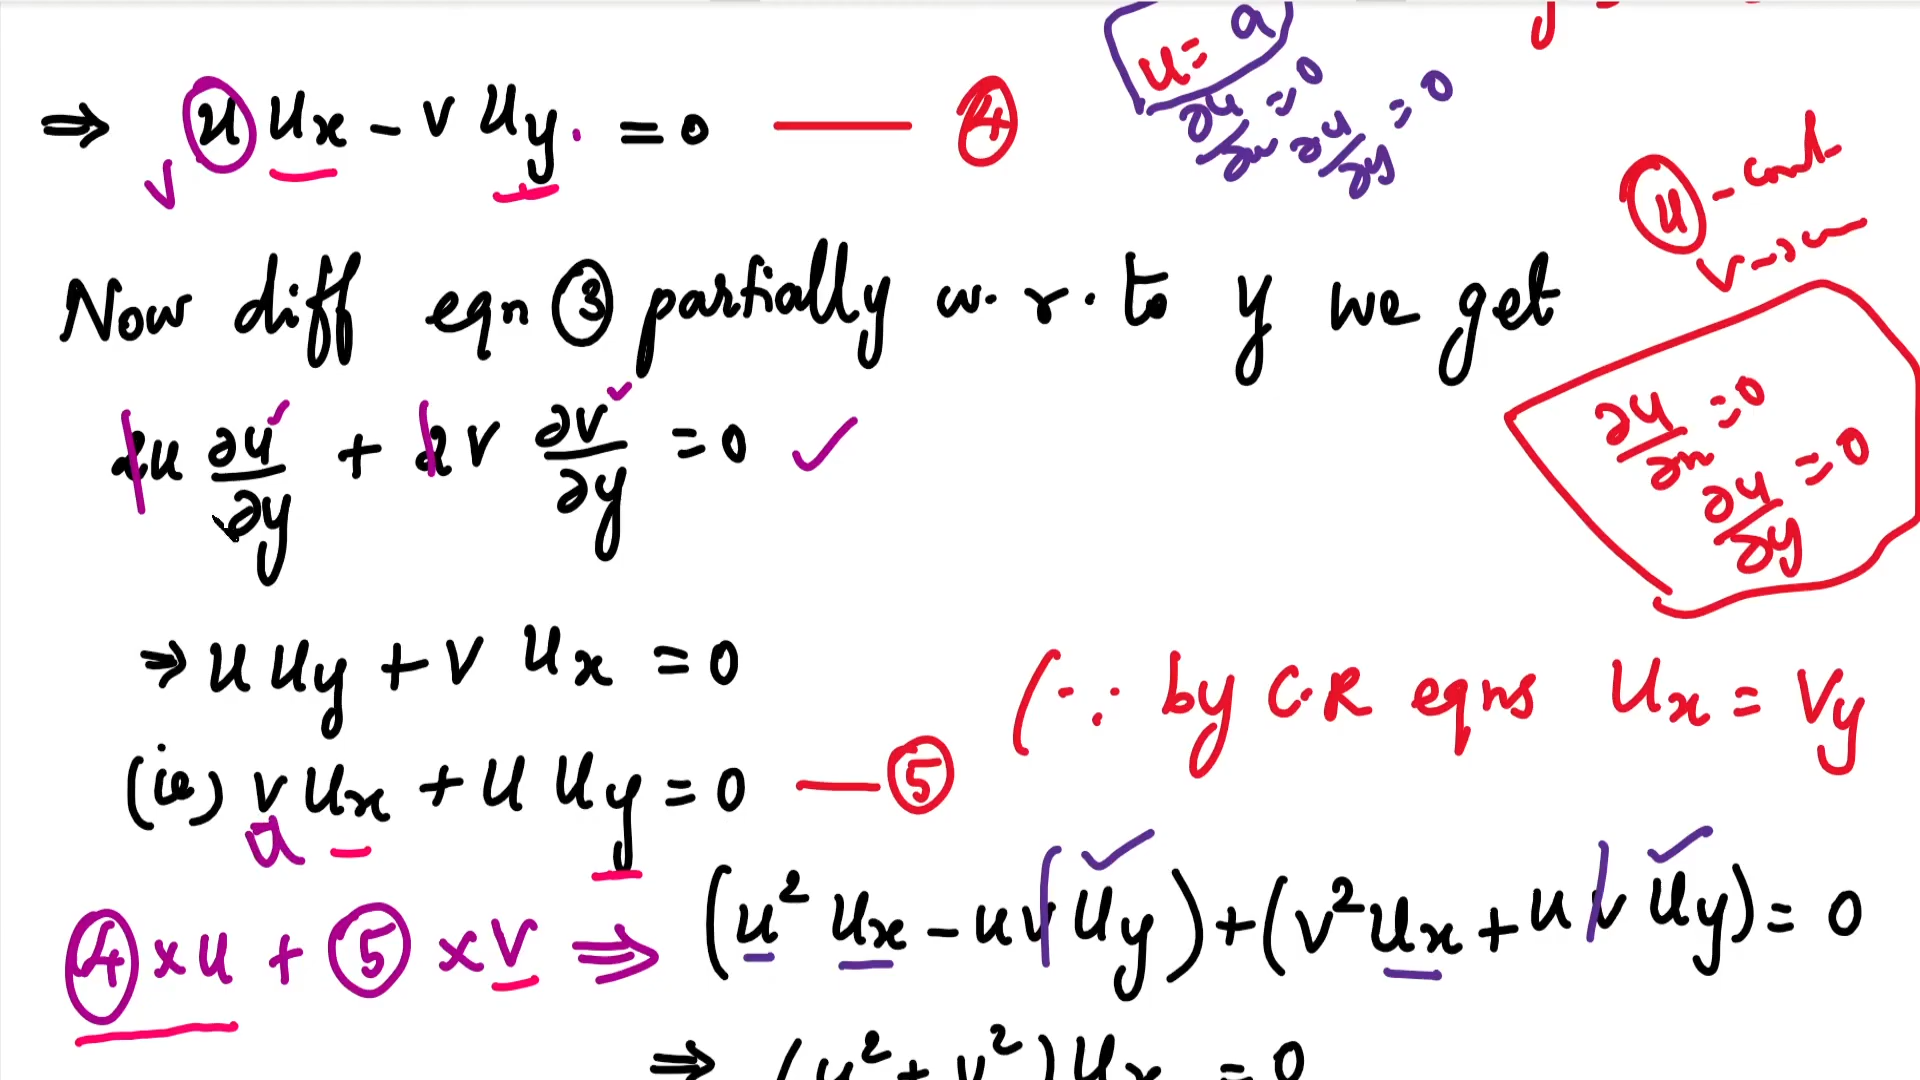 u = a
∂u/∂x = 0 ∂u/∂y = 0
⇒ u Ux - v Uy. = 0 — 4
v
u - const
v -
Now diff eqn 3 partially w.r.to y we get
2u ∂u/∂y + 2v ∂v/∂y = 0 ✓
∂u/∂x = 0
∂u/∂y = 0
⇒ u uy + v Ux = 0
(∵ by C.R eqns Ux = Vy
(ie) v Ux + u Uy = 0 — 5
u
4 × u + 5 × v ⇒ (u² Ux - uv Uy) + (v² Ux + uv Uy) = 0
⇒ (u² + v²) Ux = 0